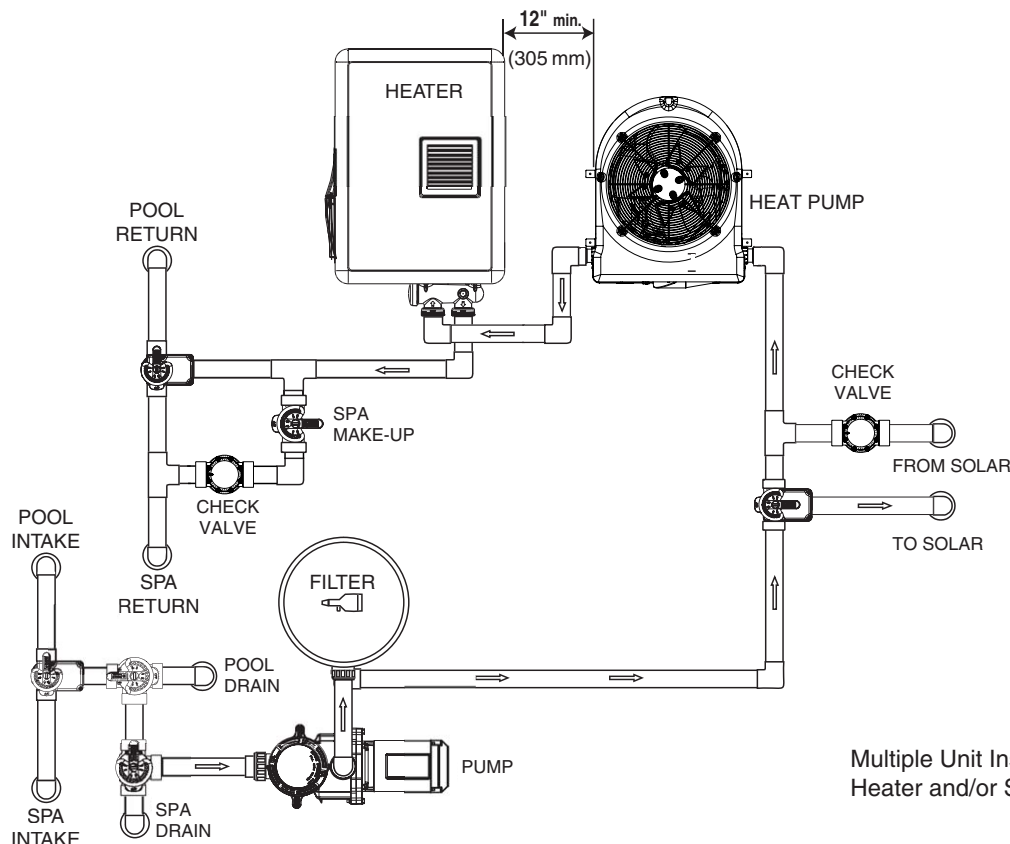 12" min.
(305 mm)
HEATER
HEAT PUMP
POOL
RETURN
CHECK
VALVE
SPA
MAKE-UP
FROM SOLAR
CHECK
VALVE
POOL
INTAKE
TO SOLAR
SPA
RETURN
FILTER
POOL
DRAIN
PUMP
Multiple Unit In
Heater and/or S
SPA
INTAKE
SPA
DRAIN